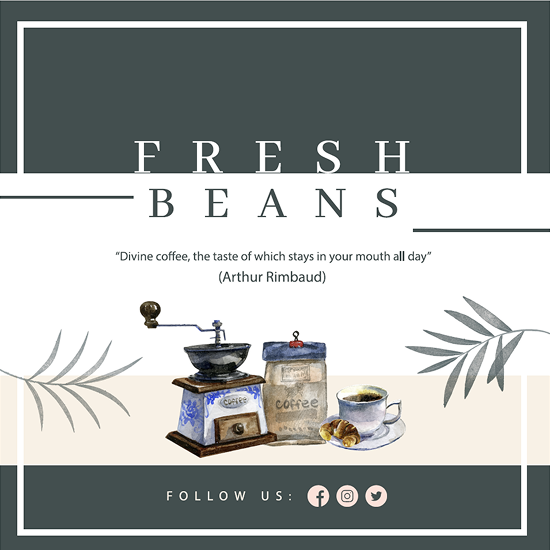 FRESH
BEANS
“Divine coffee, the taste of which stays in your mouth all day”
(Arthur Rimbaud)
coffee
coffee
FOLLOW US: